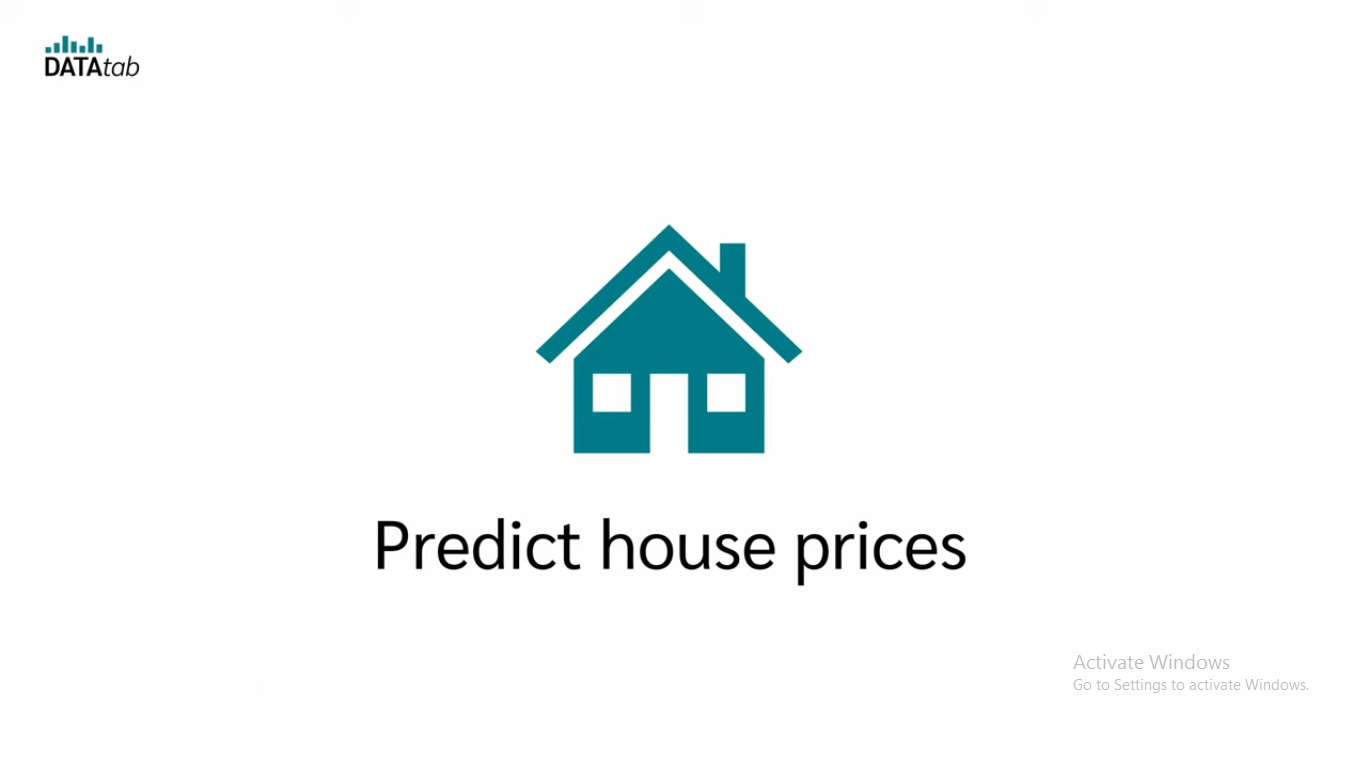 DATAtab
Predict house prices
Activate Windows
Go to Settings to activate Windows.